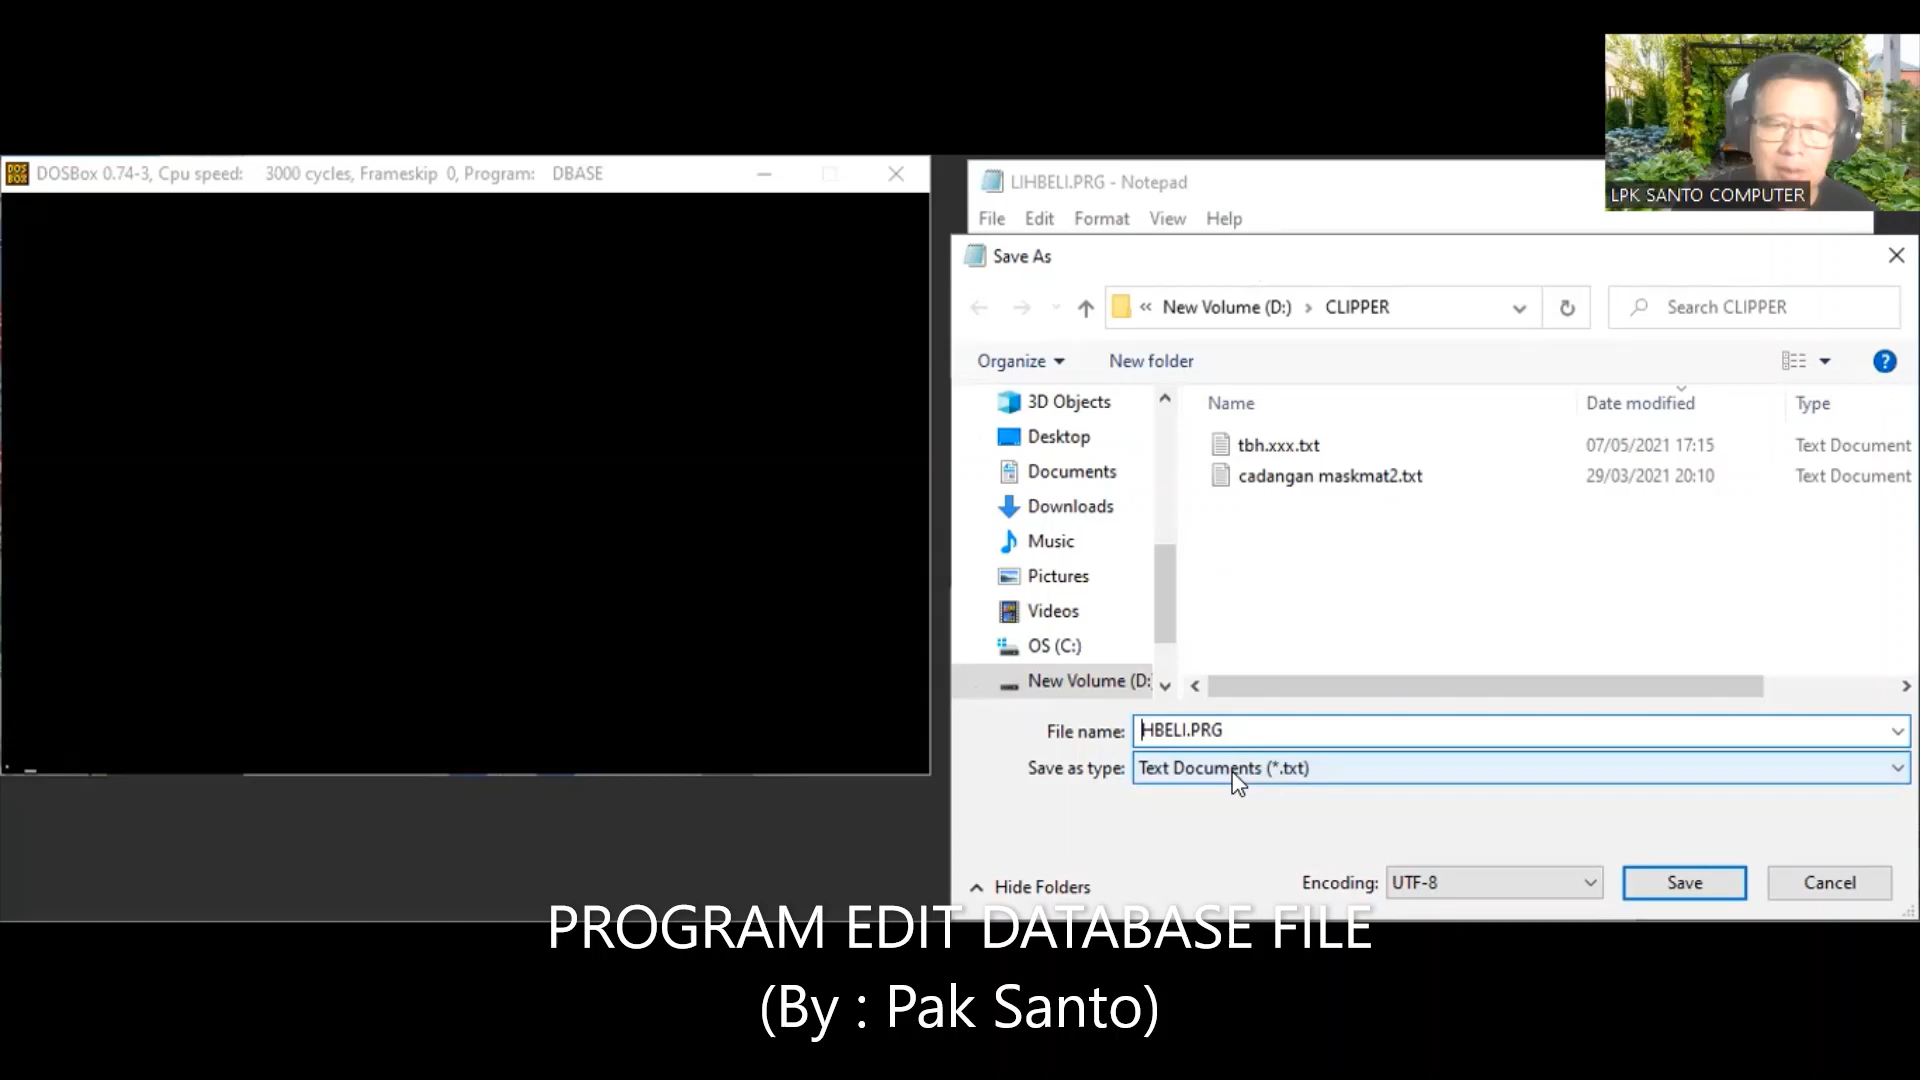 DOSBox 0.74-3, Cpu speed: 3000 cycles, Frameskip 0, Program: DBASE
LIHBELI.PRG - Notepad
File Edit Format View Help
LPK SANTO COMPUTER
Save As
« New Volume (D:) › CLIPPER
Search CLIPPER
Organize
New folder
3D Objects
Desktop
Documents
Downloads
Music
Pictures
Videos
OS (C:)
New Volume (D:
Name Date modified Type
tbh.xxx.txt 07/05/2021 17:15 Text Document
cadangan maskmat2.txt 29/03/2021 20:10 Text Document
File name: HBELI.PRG
Save as type: Text Documents (*.txt)
Hide Folders
Encoding: UTF-8
Save
Cancel
PROGRAM EDIT DATABASE FILE
(By : Pak Santo)